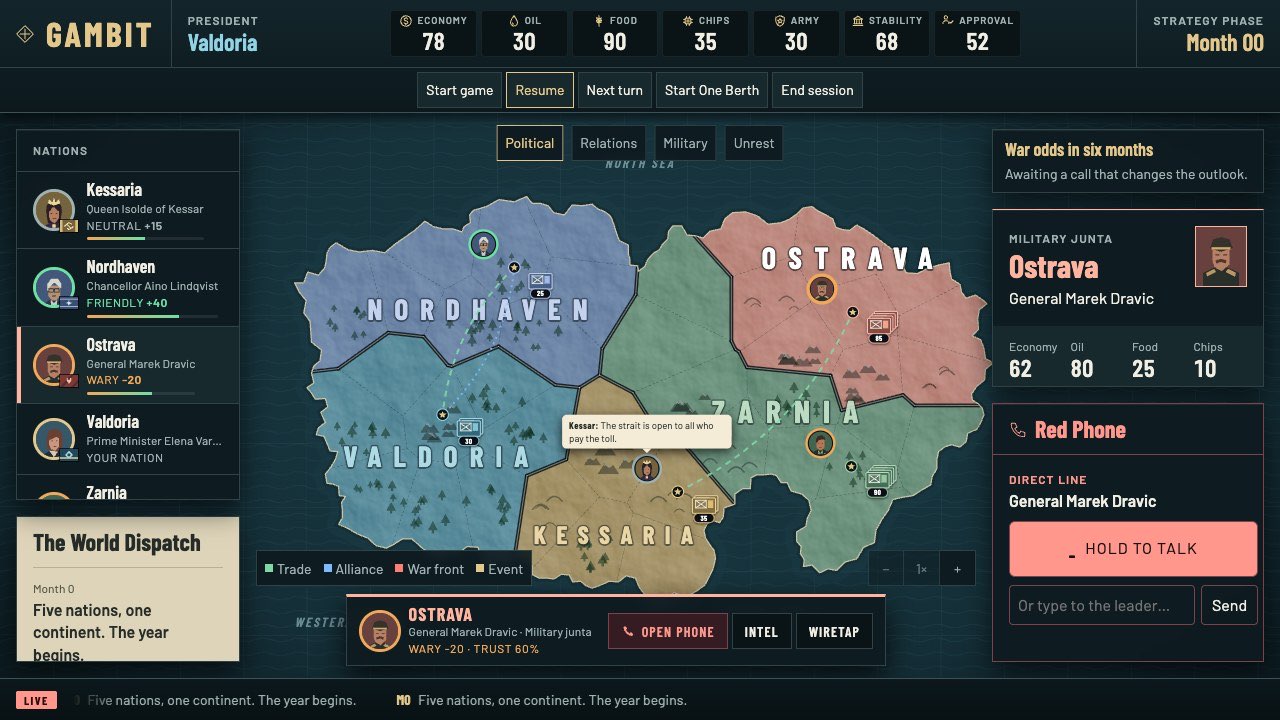 GAMBIT
PRESIDENT
Valdoria
ECONOMY
78
OIL
30
FOOD
90
CHIPS
35
ARMY
30
STABILITY
68
APPROVAL
52
STRATEGY PHASE
Month 00
Start game
Resume
Next turn
Start One Berth
End session
NATIONS
Kessaria
Queen Isolde of Kessar
NEUTRAL +15
Nordhaven
Chancellor Aino Lindqvist
FRIENDLY +40
Ostrava
General Marek Dravic
WARY -20
Valdoria
Prime Minister Elena Var...
YOUR NATION
Zarnia
The World Dispatch
Month 0
Five nations, one
continent. The year
begins.
Political
Relations
Military
Unrest
NORTH SEA
NORDHAVEN
25
OSTRAVA
85
VALDORIA
30
ZARNIA
90
Kessar: The strait is open to all who
pay the toll.
KESSARIA
35
Trade
Alliance
War front
Event
−
1×
+
WESTER
OSTRAVA
General Marek Dravic · Military junta
WARY -20 · TRUST 60%
OPEN PHONE
INTEL
WIRETAP
War odds in six months
Awaiting a call that changes the outlook.
MILITARY JUNTA
Ostrava
General Marek Dravic
Economy
62
Oil
80
Food
25
Chips
10
Red Phone
DIRECT LINE
General Marek Dravic
HOLD TO TALK
Or type to the leader...
Send
LIVE
Five nations, one continent. The year begins.
M0 Five nations, one continent. The year begins.